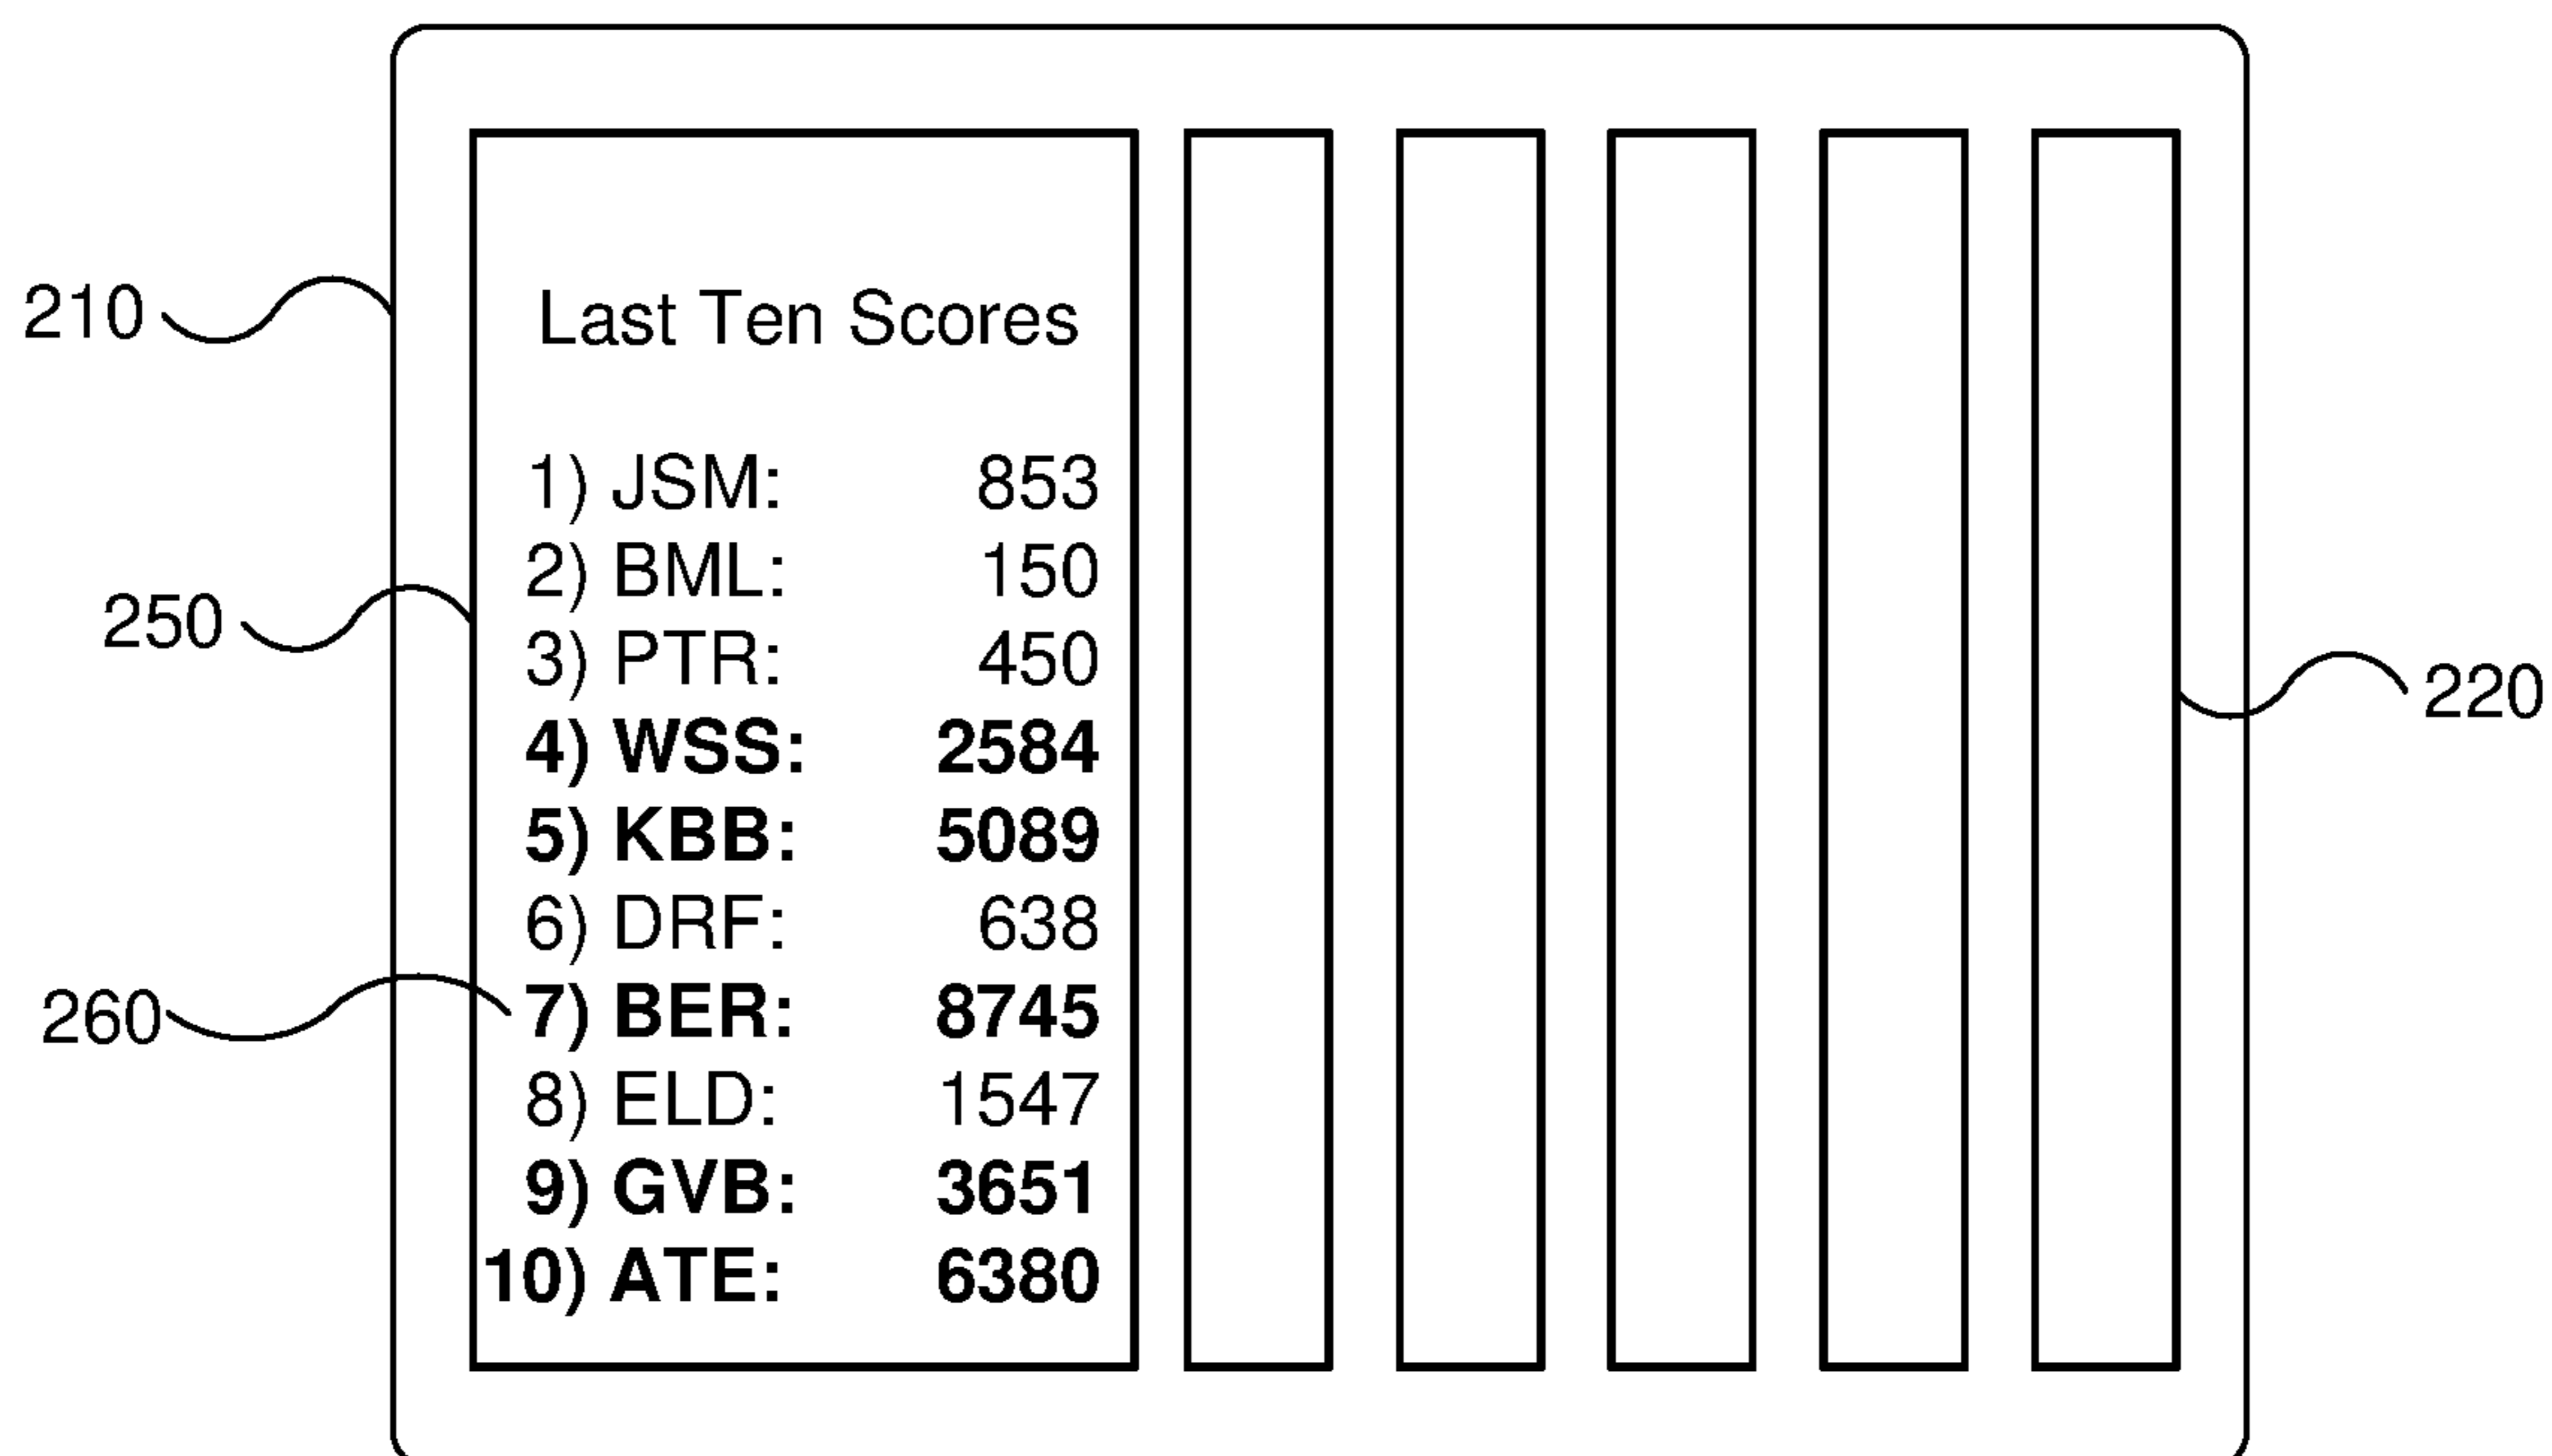 210
250
260
220
Last Ten Scores
1) JSM: 853
2) BML: 150
3) PTR: 450
4) WSS: 2584
5) KBB: 5089
6) DRF: 638
7) BER: 8745
8) ELD: 1547
9) GVB: 3651
10) ATE: 6380